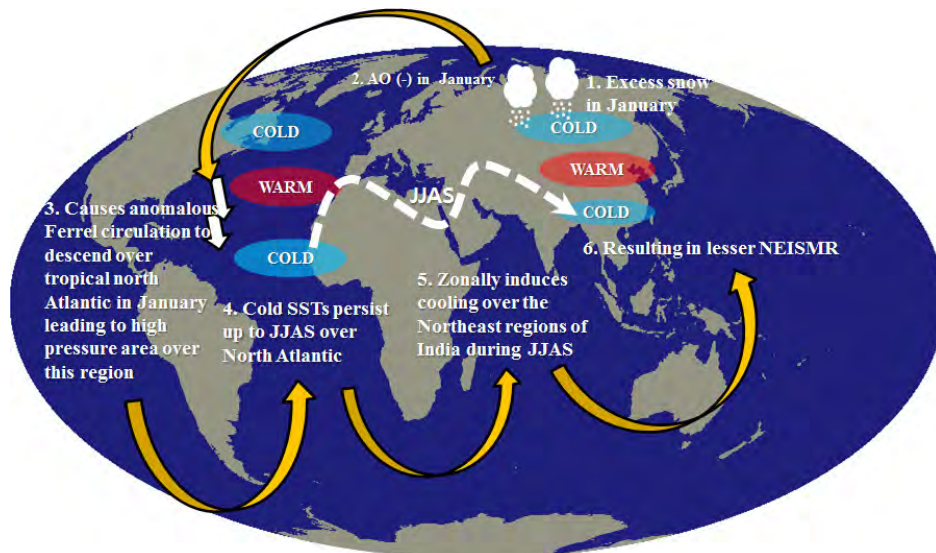 2. AO (-) in January
1. Excess snow
in January
COLD
COLD
WARM
WARM
JJAS
COLD
COLD
3. Causes anomalous
Ferrel circulation to
descend over
tropical north
Atlantic in January
leading to high
pressure area over
this region
4. Cold SSTs persist
up to JJAS over
North Atlantic
5. Zonally induces
cooling over the
Northeast regions of
India during JJAS
6. Resulting in lesser NEISMR